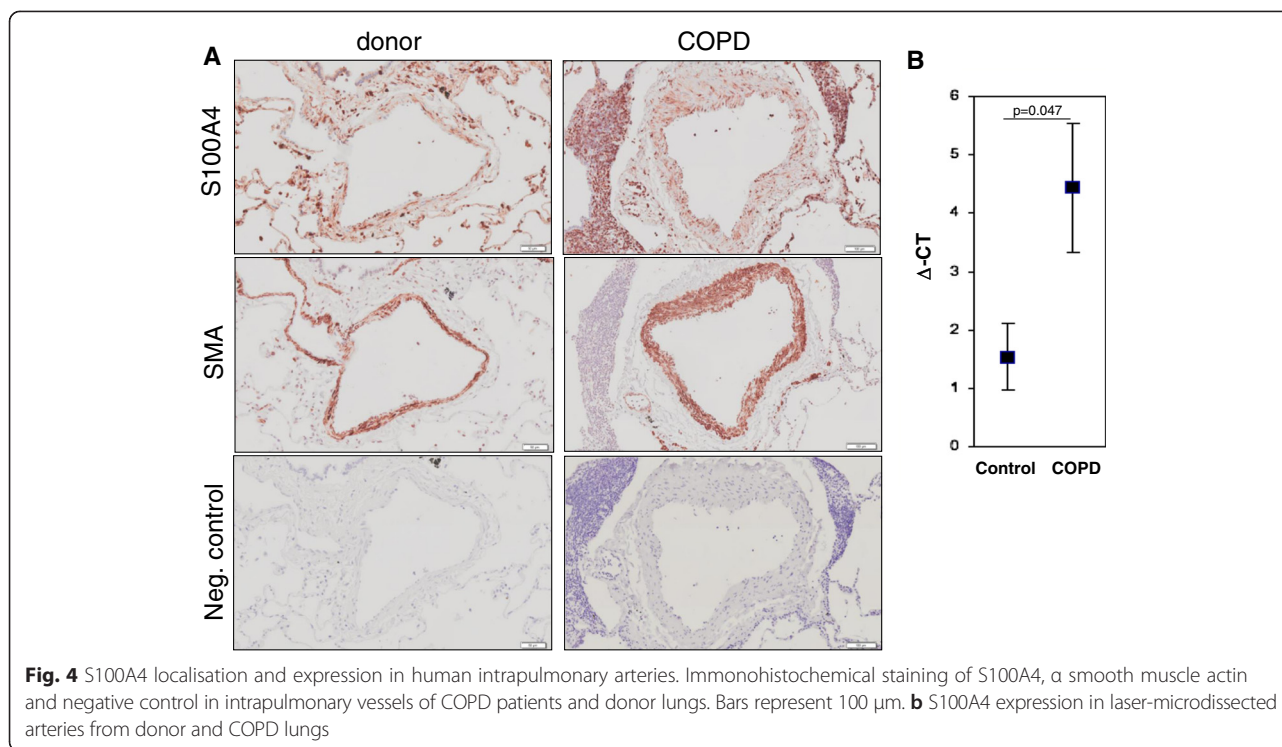 donor
COPD
A
B
S100A4
SMA
Neg. control
6
5
4
3
2
1
0
Δ-CT
p=0.047
Control COPD
Fig. 4 S100A4 localisation and expression in human intrapulmonary arteries. Immonohistochemical staining of S100A4, α smooth muscle actin
and negative control in intrapulmonary vessels of COPD patients and donor lungs. Bars represent 100 μm. b S100A4 expression in laser-microdissected
arteries from donor and COPD lungs